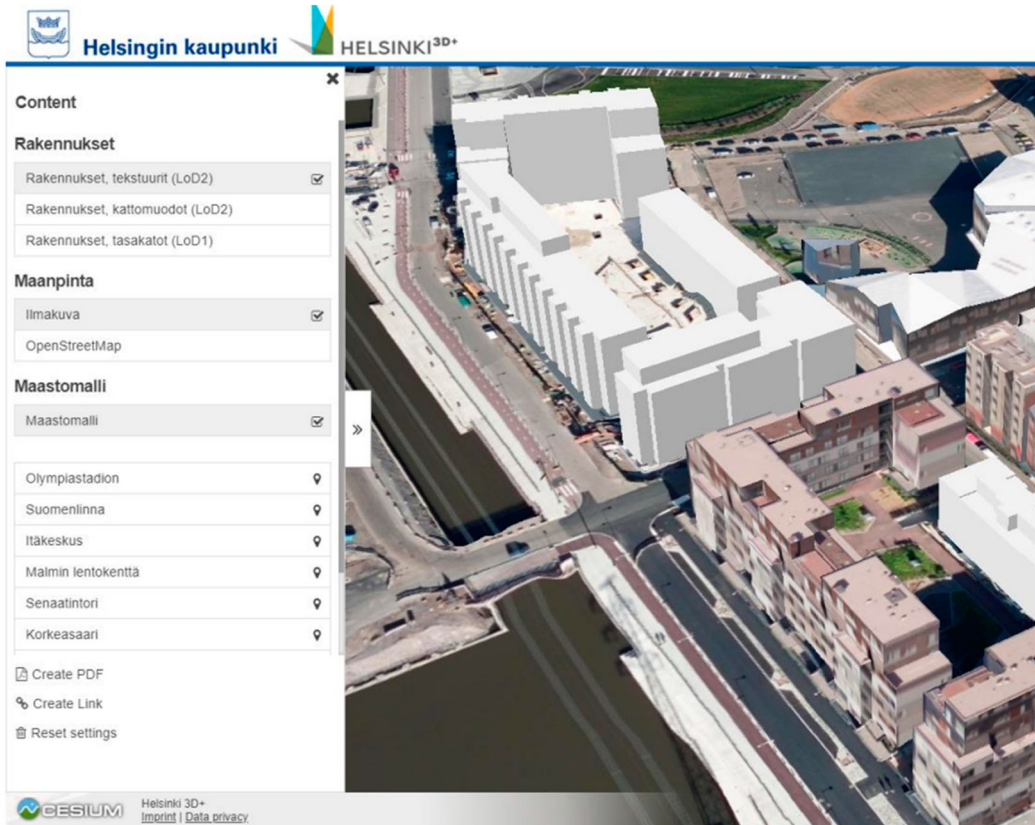 Helsingin kaupunki
HELSINKI3D+
Content
Rakennukset
Rakennukset, tekstuurit (LoD2)
Rakennukset, kattomuodot (LoD2)
Rakennukset, tasakatot (LoD1)
Maanpinta
Ilmakuva
OpenStreetMap
Maastomalli
Maastomalli
Olympiastadion
Suomenlinna
Itäkeskus
Malmin lentokenttä
Senaatintori
Korkeasaari
Create PDF
Create Link
Reset settings
CESIUM
Helsinki 3D+
Imprint | Data privacy